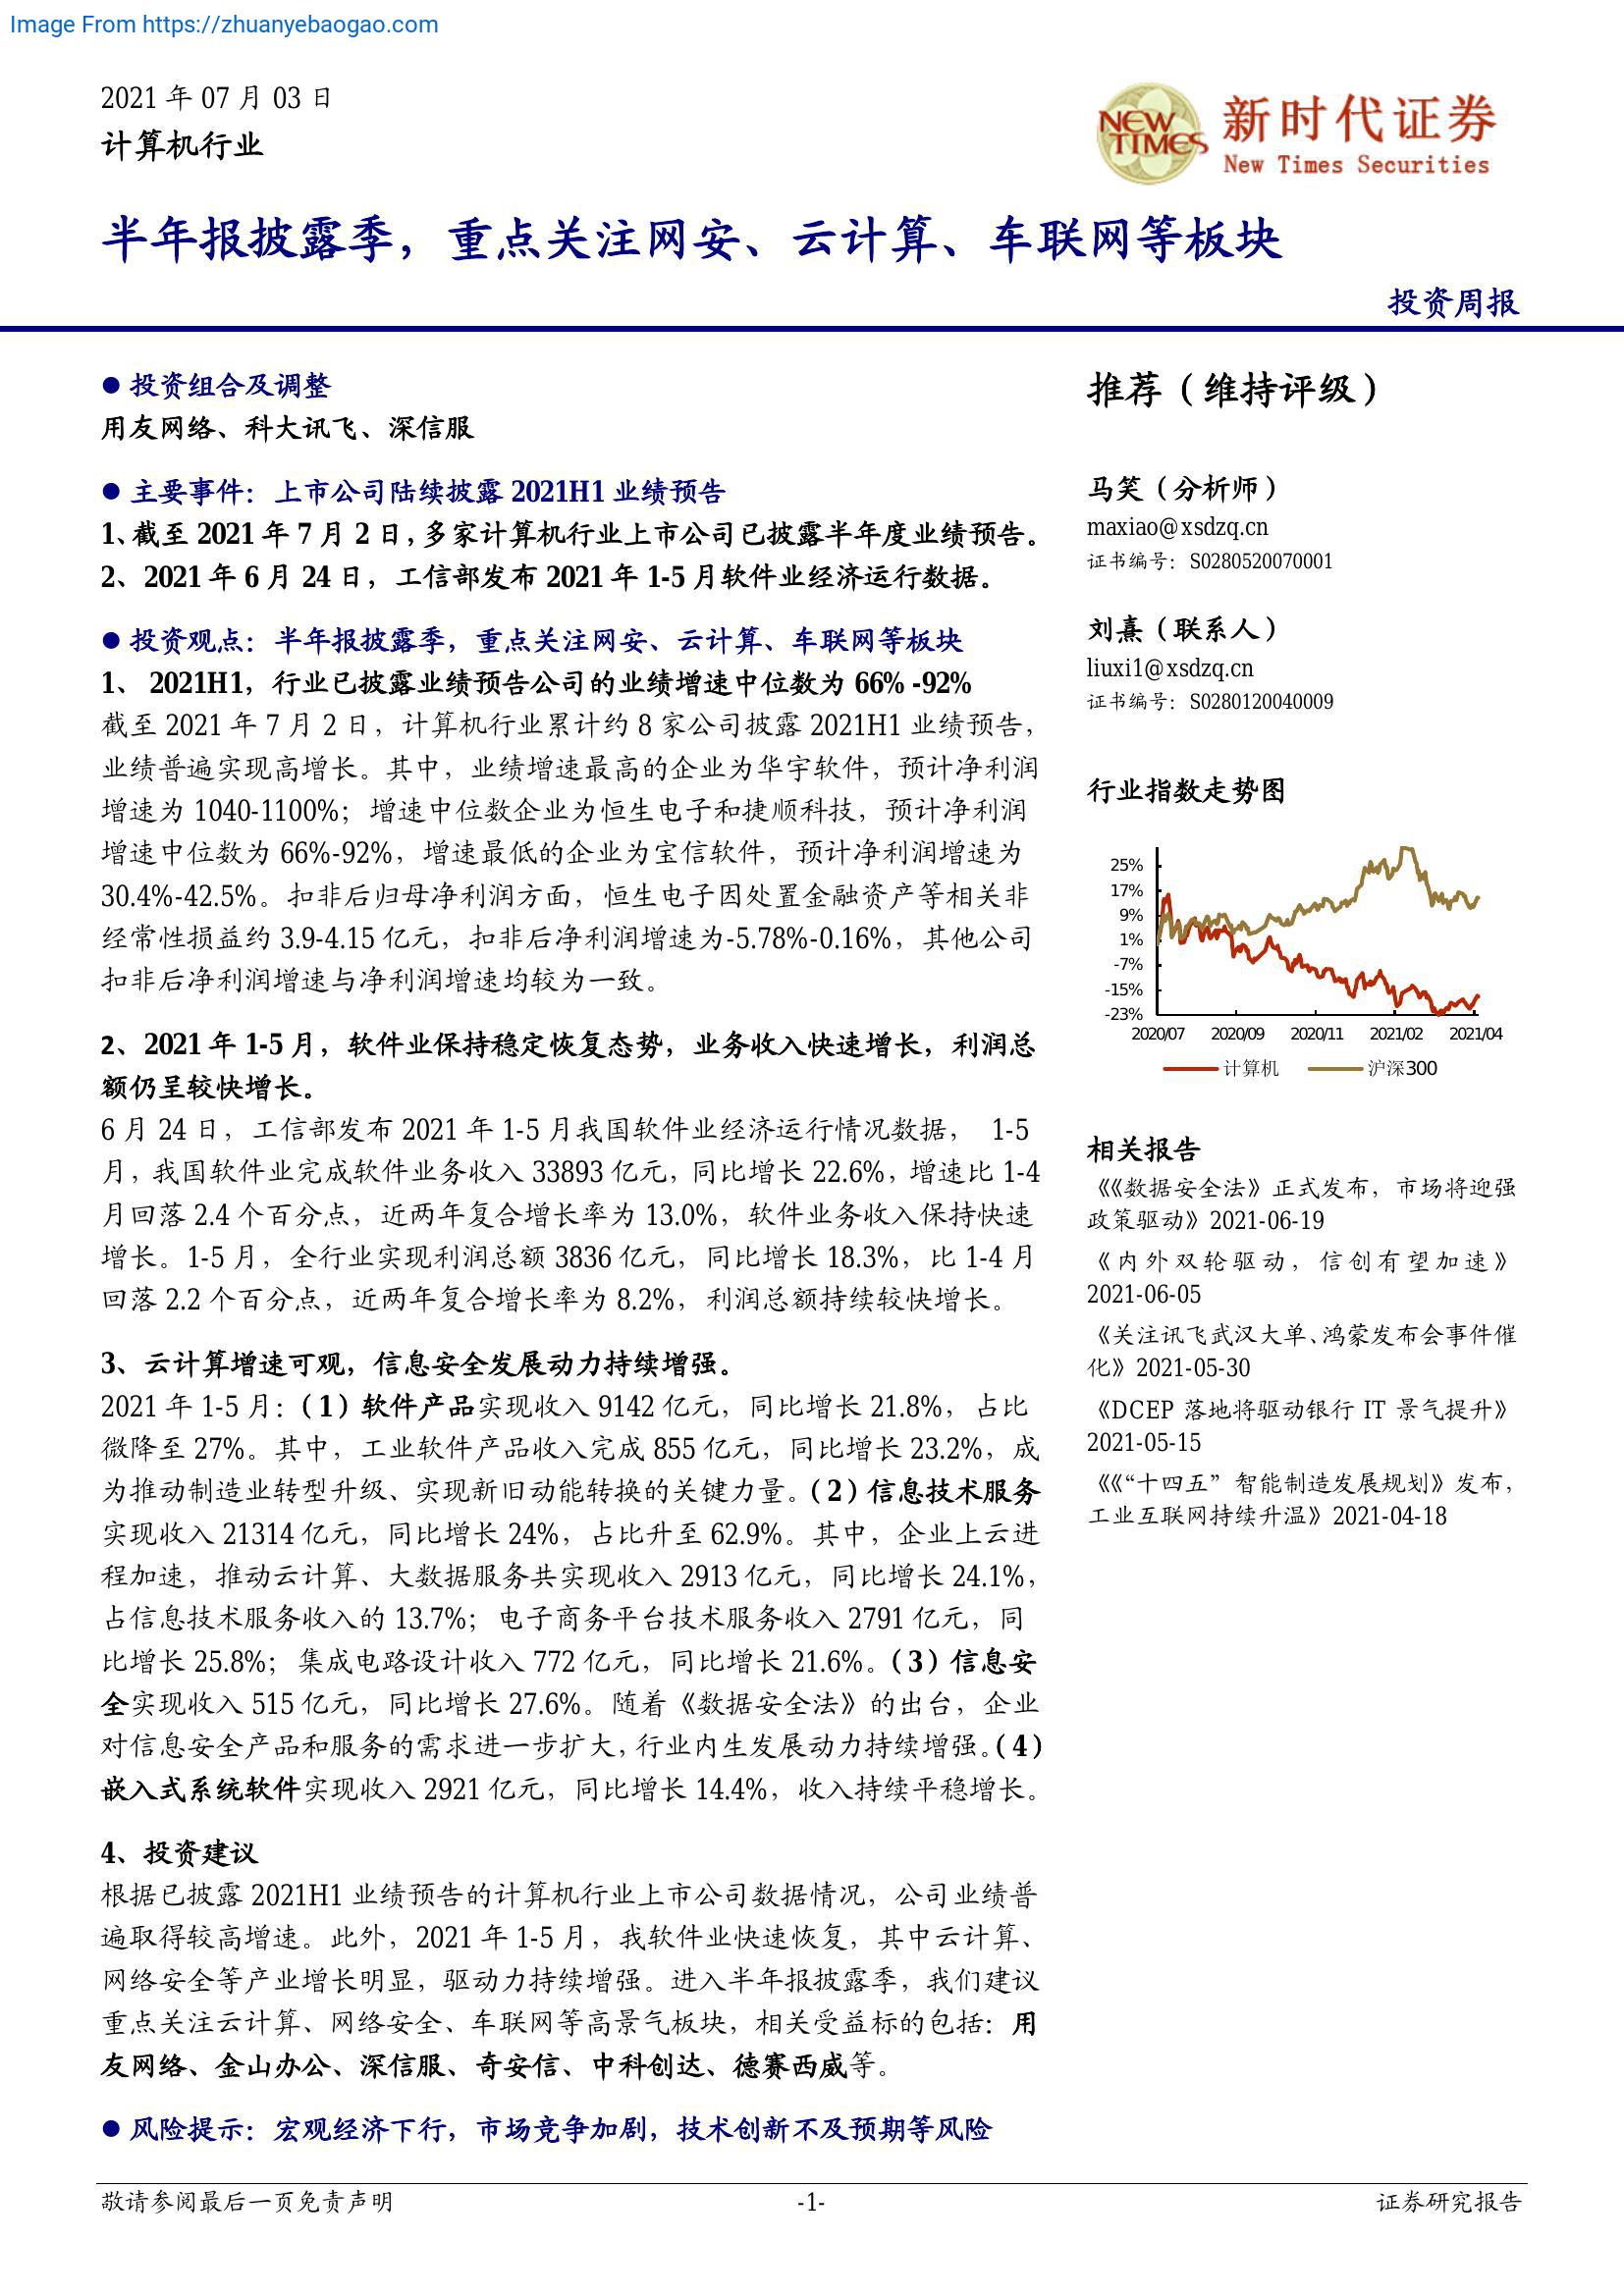 Image From https://zhuanyebaogao.com
2021 年 07 月 03 日
计算机行业
NEW TIMES
新时代证券
New Times Securities
半年报披露季，重点关注网安、云计算、车联网等板块
投资周报
● 投资组合及调整
用友网络、科大讯飞、深信服
● 主要事件：上市公司陆续披露 2021H1 业绩预告
1、截至 2021 年 7 月 2 日，多家计算机行业上市公司已披露半年度业绩预告。
2、2021 年 6 月 24 日，工信部发布 2021 年 1-5 月软件业经济运行数据。
● 投资观点：半年报披露季，重点关注网安、云计算、车联网等板块
1、 2021H1，行业已披露业绩预告公司的业绩增速中位数为 66% -92%
截至 2021 年 7 月 2 日，计算机行业累计约 8 家公司披露 2021H1 业绩预告，
业绩普遍实现高增长。其中，业绩增速最高的企业为华宇软件，预计净利润
增速为 1040-1100%；增速中位数企业为恒生电子和捷顺科技，预计净利润
增速中位数为 66%-92%，增速最低的企业为宝信软件，预计净利润增速为
30.4%-42.5%。扣非后归母净利润方面，恒生电子因处置金融资产等相关非
经常性损益约 3.9-4.15 亿元，扣非后净利润增速为-5.78%-0.16%，其他公司
扣非后净利润增速与净利润增速均较为一致。
2、2021 年 1-5 月，软件业保持稳定恢复态势，业务收入快速增长，利润总
额仍呈较快增长。
6 月 24 日，工信部发布 2021 年 1-5 月我国软件业经济运行情况数据， 1-5
月，我国软件业完成软件业务收入 33893 亿元，同比增长 22.6%，增速比 1-4
月回落 2.4 个百分点，近两年复合增长率为 13.0%，软件业务收入保持快速
增长。1-5 月，全行业实现利润总额 3836 亿元，同比增长 18.3%，比 1-4 月
回落 2.2 个百分点，近两年复合增长率为 8.2%，利润总额持续较快增长。
3、云计算增速可观，信息安全发展动力持续增强。
2021 年 1-5 月：（1）软件产品实现收入 9142 亿元，同比增长 21.8%，占比
微降至 27%。其中，工业软件产品收入完成 855 亿元，同比增长 23.2%，成
为推动制造业转型升级、实现新旧动能转换的关键力量。（2）信息技术服务
实现收入 21314 亿元，同比增长 24%，占比升至 62.9%。其中，企业上云进
程加速，推动云计算、大数据服务共实现收入 2913 亿元，同比增长 24.1%，
占信息技术服务收入的 13.7%；电子商务平台技术服务收入 2791 亿元，同
比增长 25.8%；集成电路设计收入 772 亿元，同比增长 21.6%。（3）信息安
全实现收入 515 亿元，同比增长 27.6%。随着《数据安全法》的出台，企业
对信息安全产品和服务的需求进一步扩大，行业内生发展动力持续增强。（4）
嵌入式系统软件实现收入 2921 亿元，同比增长 14.4%，收入持续平稳增长。
4、投资建议
根据已披露 2021H1 业绩预告的计算机行业上市公司数据情况，公司业绩普
遍取得较高增速。此外，2021 年 1-5 月，我软件业快速恢复，其中云计算、
网络安全等产业增长明显，驱动力持续增强。进入半年报披露季，我们建议
重点关注云计算、网络安全、车联网等高景气板块，相关受益标的包括：用
友网络、金山办公、深信服、奇安信、中科创达、德赛西威等。
● 风险提示：宏观经济下行，市场竞争加剧，技术创新不及预期等风险
推荐（维持评级）
马笑（分析师）
maxiao@xsdzq.cn
证书编号：S0280520070001
刘熹（联系人）
liuxi1@xsdzq.cn
证书编号：S0280120040009
行业指数走势图
25%
17%
9%
1%
-7%
-15%
-23%
2020/07 2020/09 2020/11 2021/02 2021/04
计算机 沪深300
相关报告
《《数据安全法》正式发布，市场将迎强
政策驱动》2021-06-19
《内外双轮驱动，信创有望加速》
2021-06-05
《关注讯飞武汉大单、鸿蒙发布会事件催
化》2021-05-30
《DCEP 落地将驱动银行 IT 景气提升》
2021-05-15
《《“十四五” 智能制造发展规划》发布，
工业互联网持续升温》2021-04-18
敬请参阅最后一页免责声明 -1- 证券研究报告